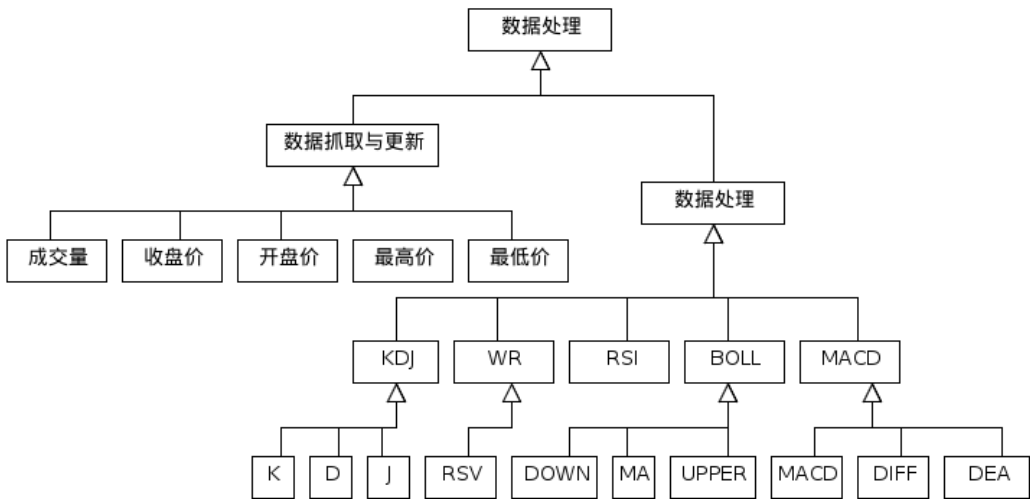 数据处理
数据抓取与更新
数据处理
成交量 收盘价 开盘价 最高价 最低价
KDJ WR RSI BOLL MACD
K D J RSV DOWN MA UPPER MACD DIFF DEA